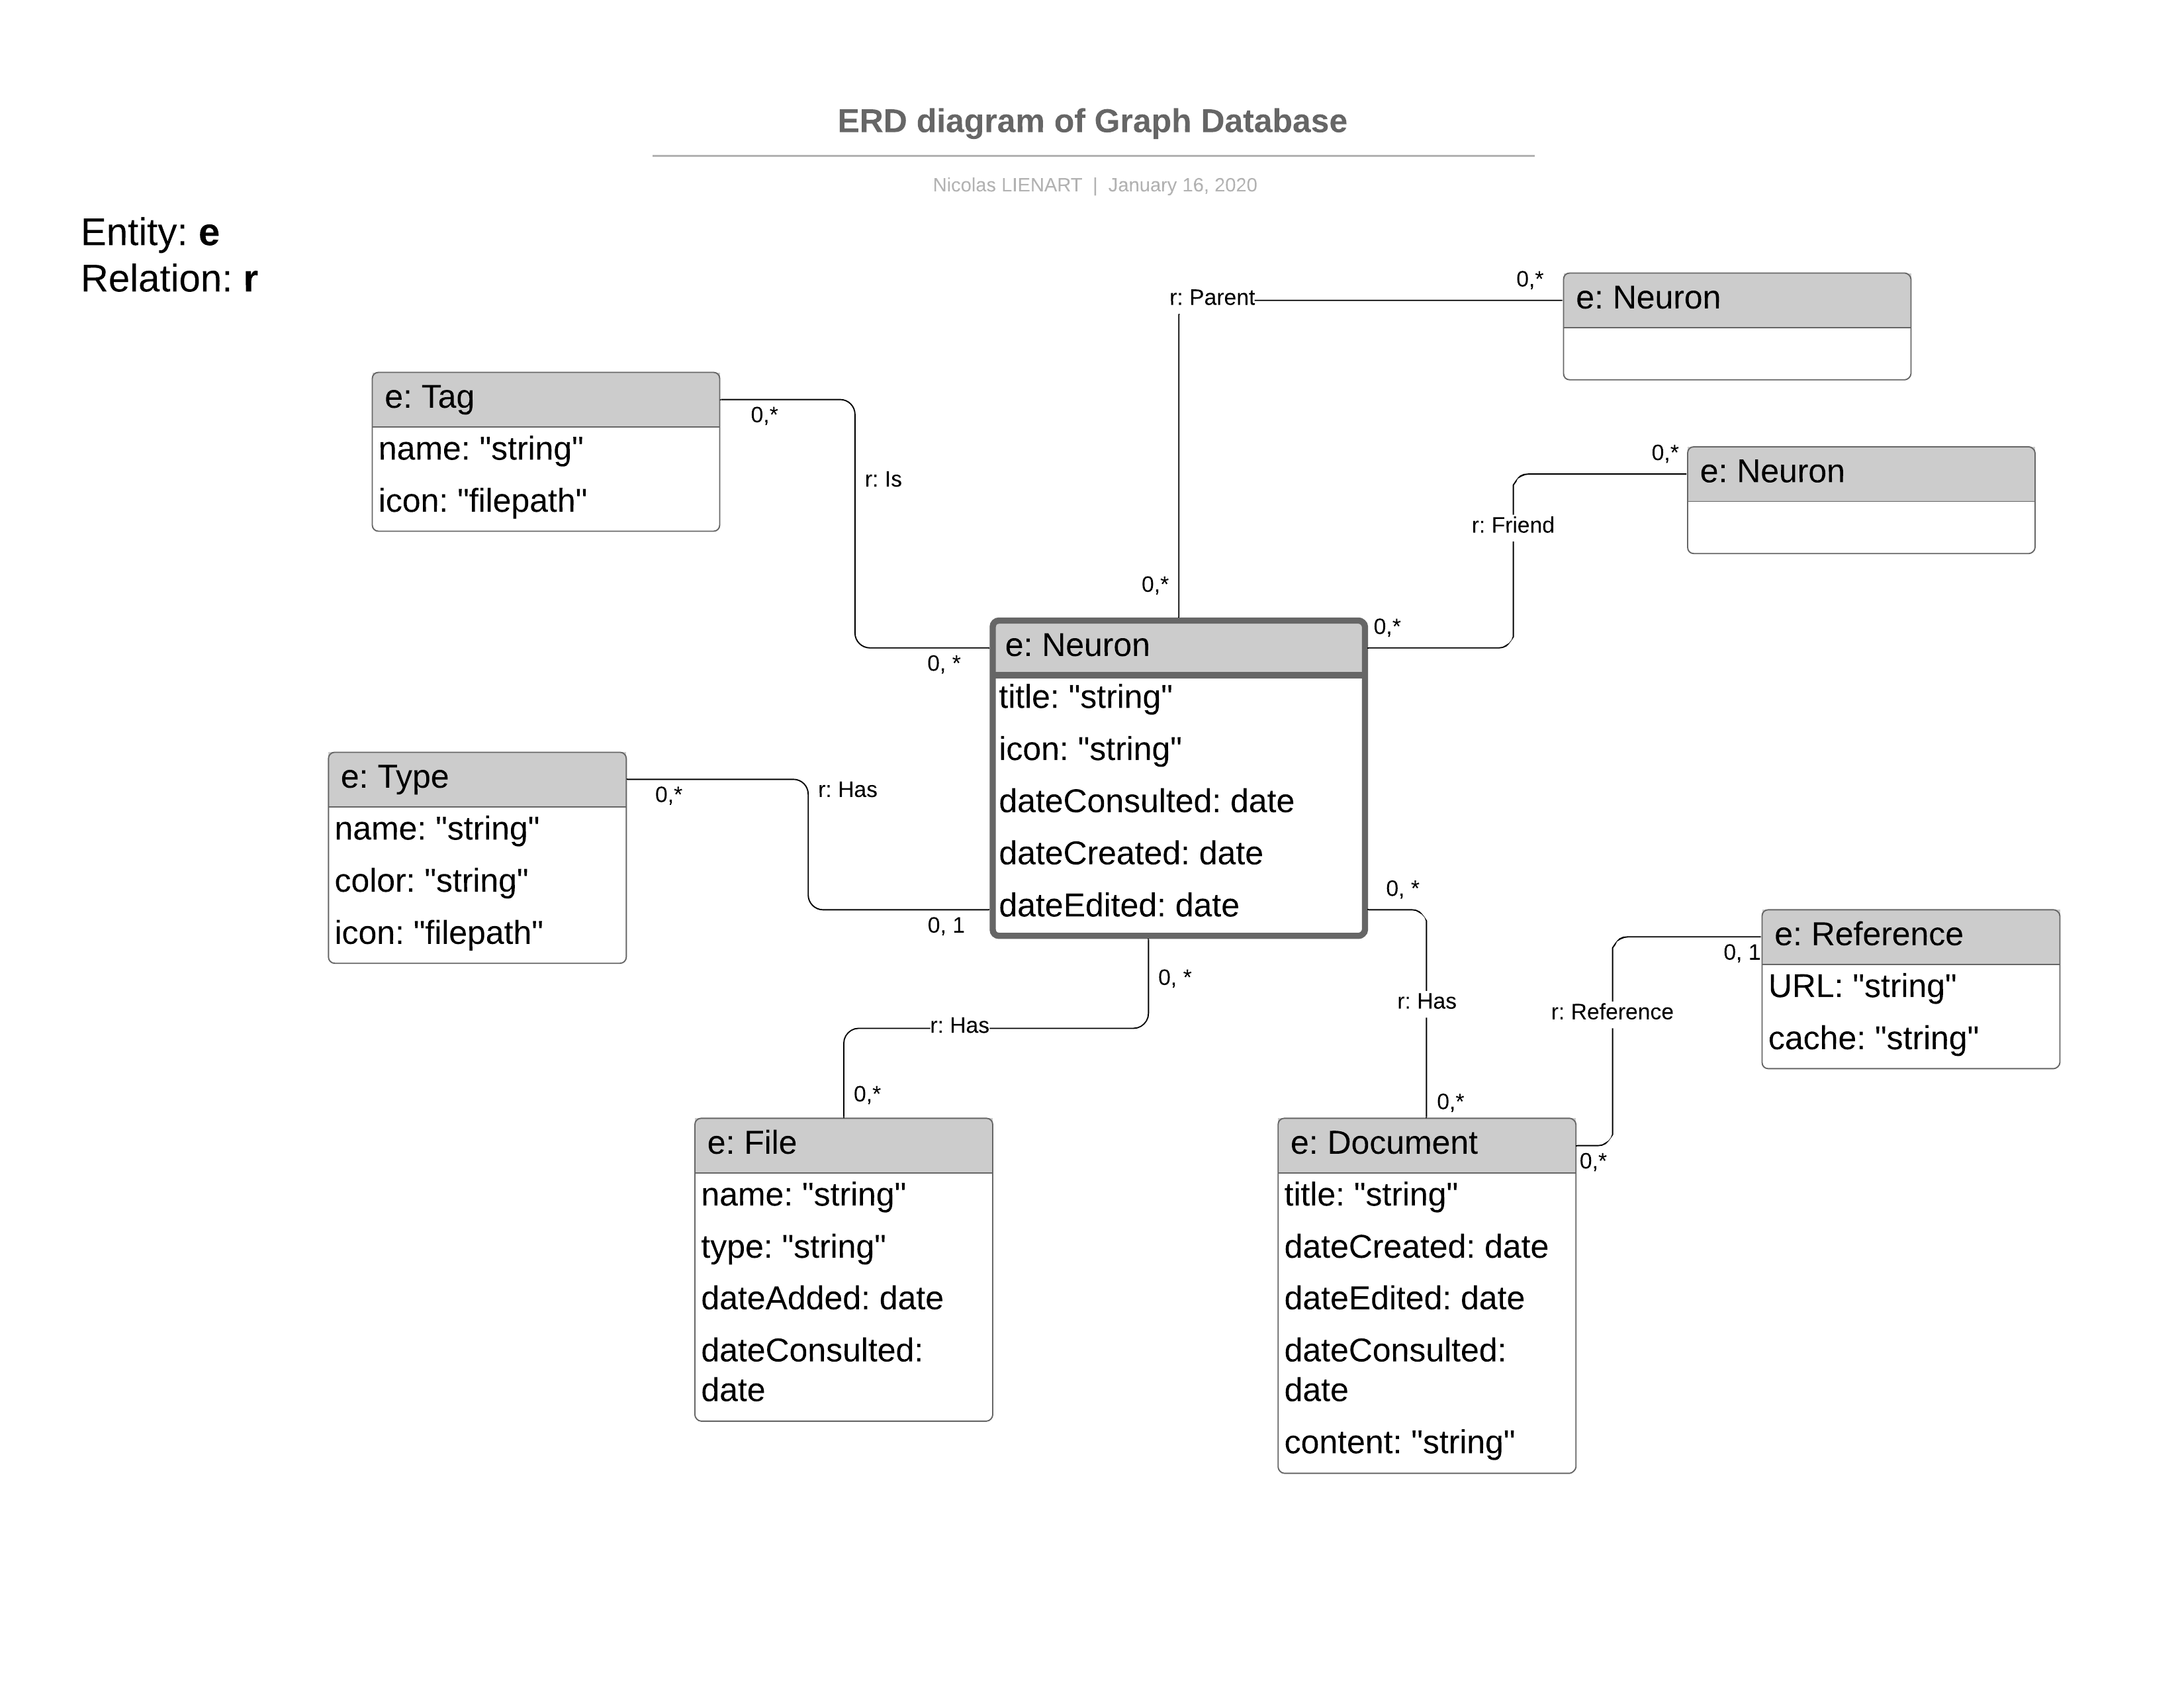 ERD diagram of Graph Database
Nicolas LIENART | January 16, 2020
Entity: e
Relation: r
r: Parent
0,*
0,*
e: Neuron
e: Tag
name: "string"
icon: "filepath"
0,*
r: Is
0, *
0,*
e: Neuron
r: Friend
0,*
e: Neuron
title: "string"
icon: "string"
dateConsulted: date
dateCreated: date
dateEdited: date
e: Type
name: "string"
color: "string"
icon: "filepath"
0,*
r: Has
0, 1
0, *
r: Has
0,*
0, *
r: Has
0,*
e: Reference
URL: "string"
cache: "string"
0, 1
r: Reference
0,*
e: File
name: "string"
type: "string"
dateAdded: date
dateConsulted:
date
e: Document
title: "string"
dateCreated: date
dateEdited: date
dateConsulted:
date
content: "string"